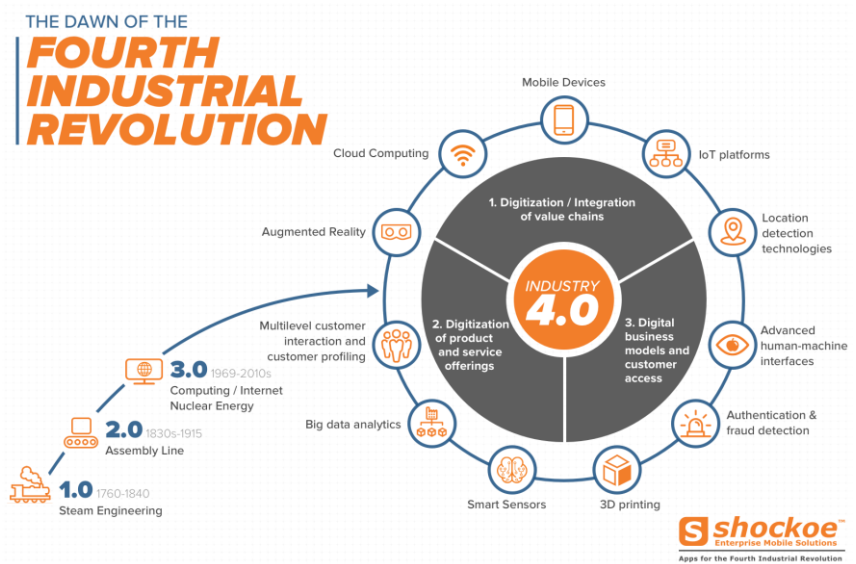 THE DAWN OF THE
FOURTH
INDUSTRIAL
REVOLUTION
Mobile Devices
Cloud Computing
IoT platforms
Augmented Reality
Location
detection
technologies
1. Digitization / Integration
of value chains
INDUSTRY
4.0
2. Digitization
of product
and service
offerings
3. Digital
business
models and
customer
access
Multilevel customer
interaction and
customer profiling
Advanced
human-machine
interfaces
Big data analytics
Authentication &
fraud detection
Smart Sensors
3D printing
3.0 1969-2010s
Computing / Internet
Nuclear Energy
2.0 1830s-1915
Assembly Line
1.0 1760-1840
Steam Engineering
S shockoe™
Enterprise Mobile Solutions
Apps for the Fourth Industrial Revolution